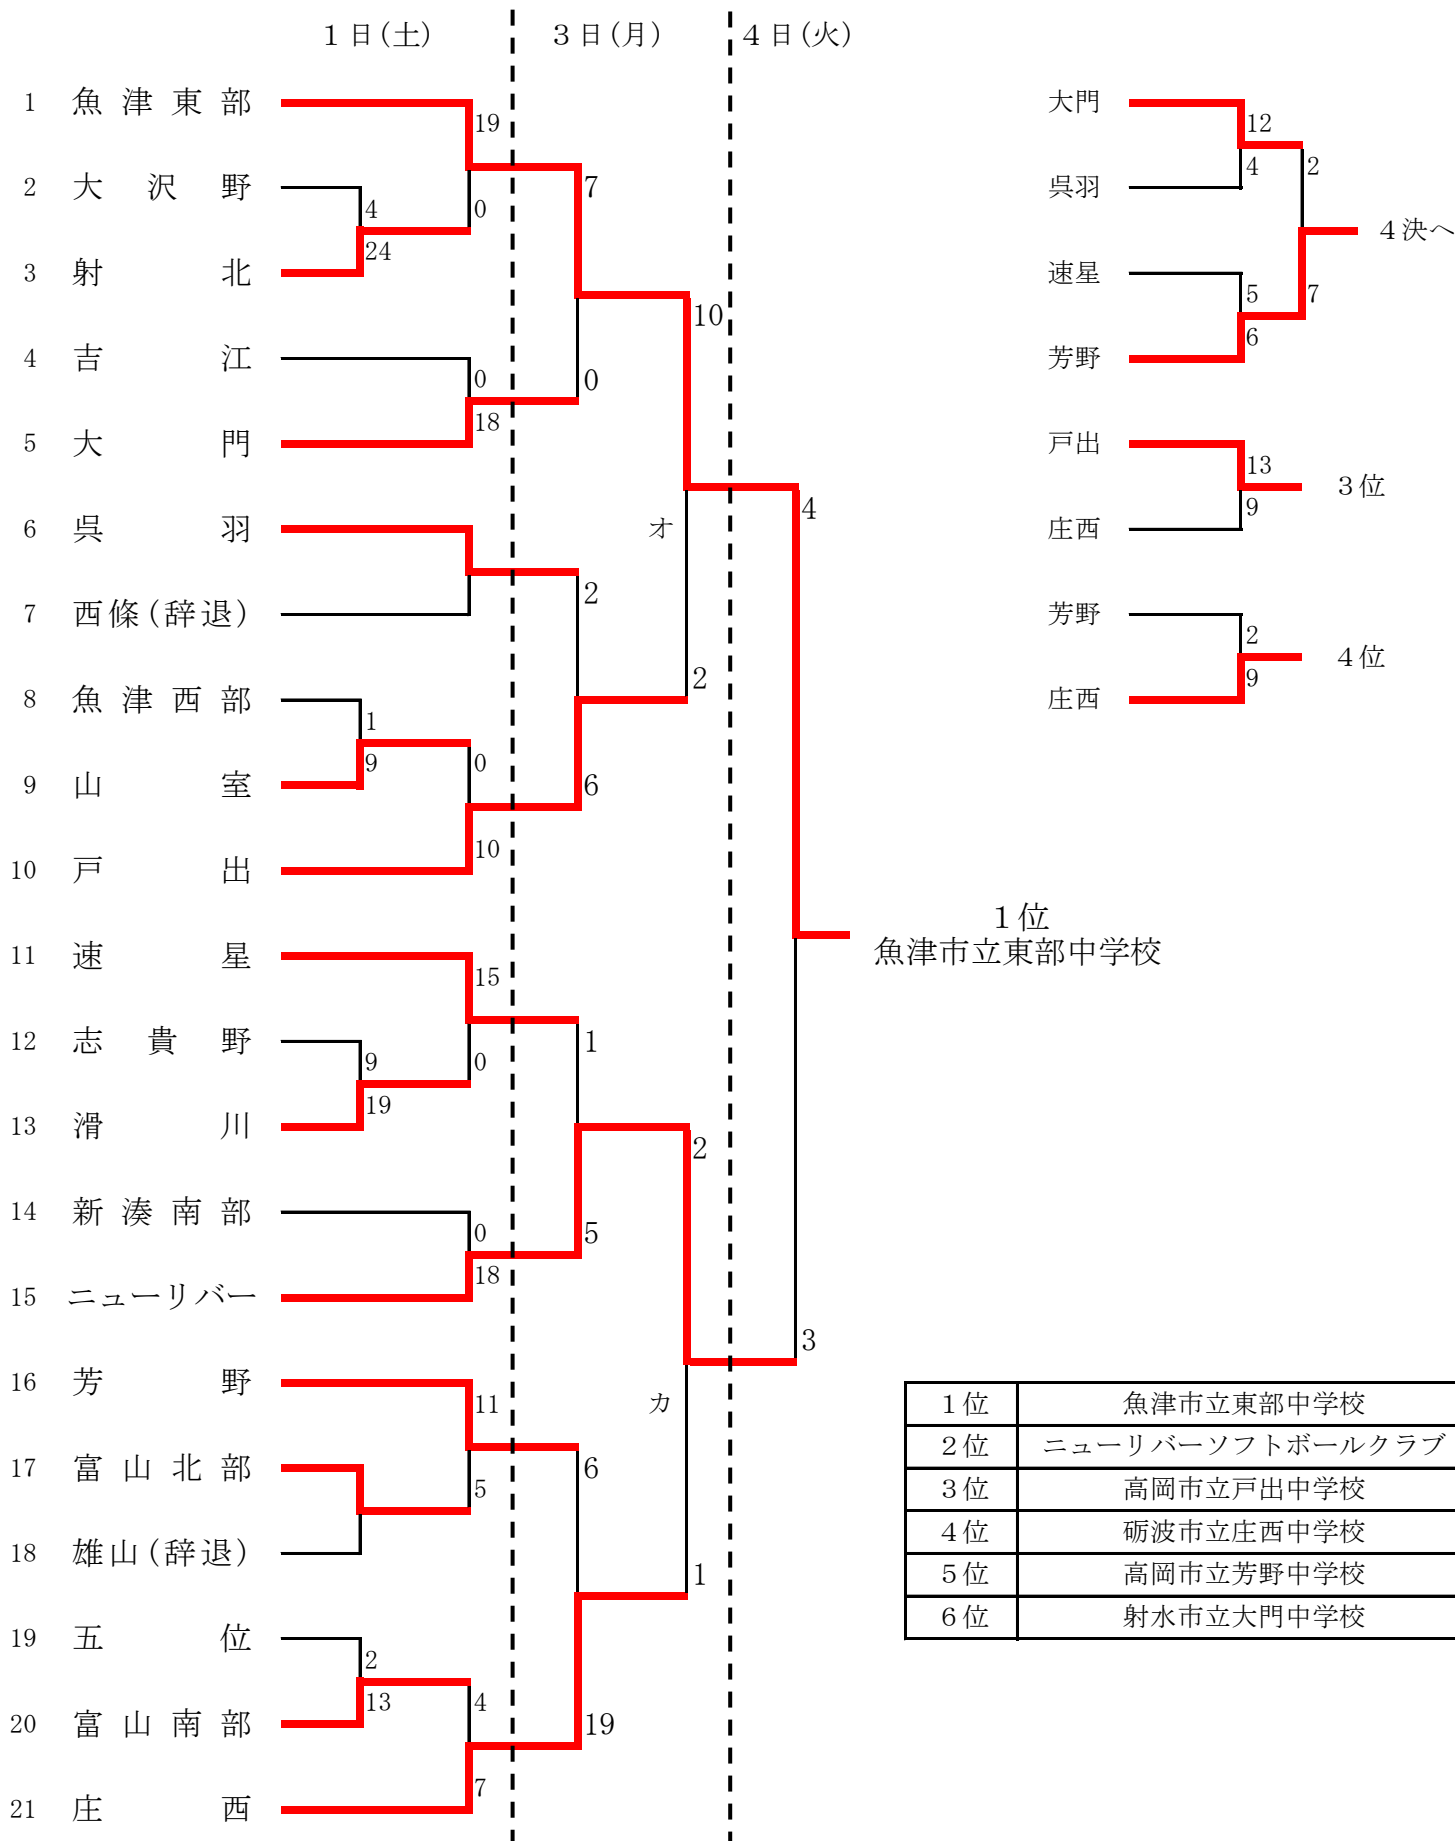 １日(土) ３日(月) ４日(火)
1 魚津東部
19
7
2 大沢野
4
0
24
3 射北
10
4 吉江
0
0
18
5 大門
4
6 呉羽
オ
2
7 西條(辞退)
2
8 魚津西部
1
0
9
6
9 山室
10
10 戸出
１位
魚津市立東部中学校
11 速星
15
1
12 志貴野
9
0
19
13 滑川
2
14 新湊南部
0
5
18
15 ニューリバー
3
16 芳野
カ
11
6
17 富山北部
5
18 雄山(辞退)
1
19 五位
2
13
4
19
20 富山南部
7
21 庄西
大門
12
4
2
呉羽
４決へ
速星
5
7
6
芳野
戸出
13
３位
9
庄西
芳野
2
４位
9
庄西
１位 魚津市立東部中学校
２位 ニューリバーソフトボールクラブ
３位 高岡市立戸出中学校
４位 砺波市立庄西中学校
５位 高岡市立芳野中学校
６位 射水市立大門中学校